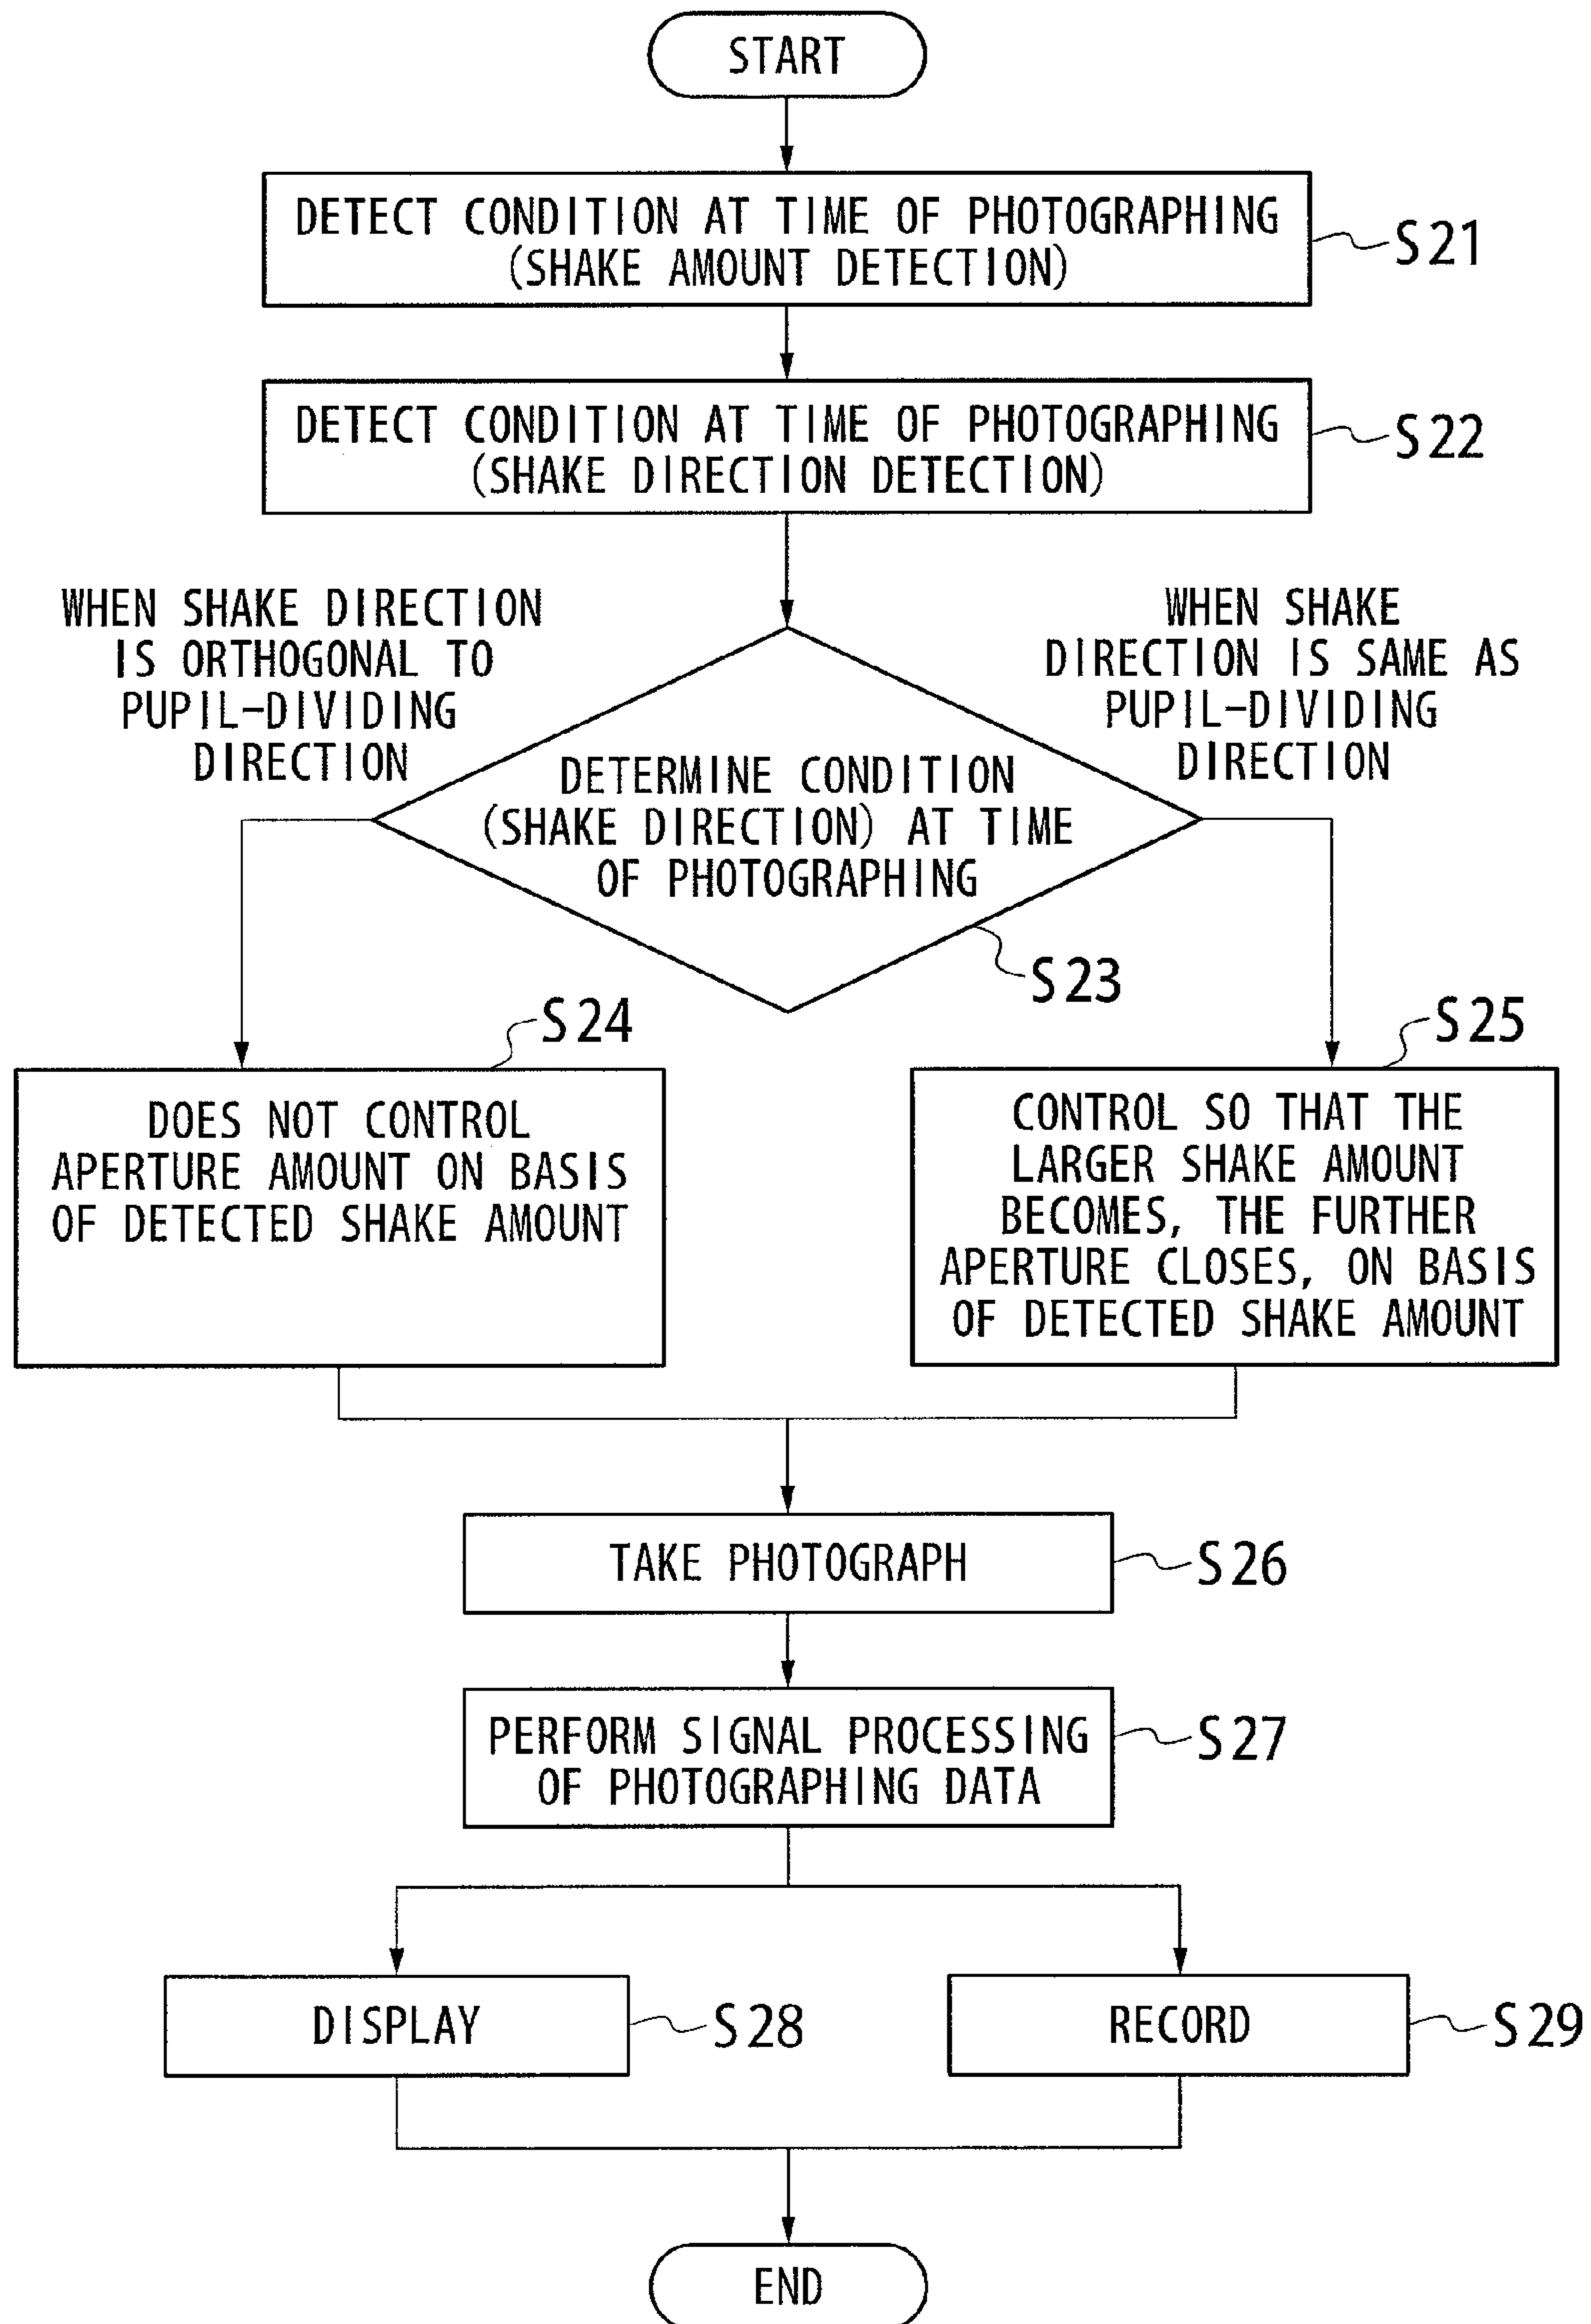 START
DETECT CONDITION AT TIME OF PHOTOGRAPHING
(SHAKE AMOUNT DETECTION)
S21
DETECT CONDITION AT TIME OF PHOTOGRAPHING
(SHAKE DIRECTION DETECTION)
S22
WHEN SHAKE DIRECTION
IS ORTHOGONAL TO
PUPIL-DIVIDING
DIRECTION
WHEN SHAKE
DIRECTION IS SAME AS
PUPIL-DIVIDING
DIRECTION
DETERMINE CONDITION
(SHAKE DIRECTION) AT TIME
OF PHOTOGRAPHING
S23
S24
DOES NOT CONTROL
APERTURE AMOUNT ON BASIS
OF DETECTED SHAKE AMOUNT
S25
CONTROL SO THAT THE
LARGER SHAKE AMOUNT
BECOMES, THE FURTHER
APERTURE CLOSES, ON BASIS
OF DETECTED SHAKE AMOUNT
TAKE PHOTOGRAPH
S26
PERFORM SIGNAL PROCESSING
OF PHOTOGRAPHING DATA
S27
DISPLAY
S28
RECORD
S29
END